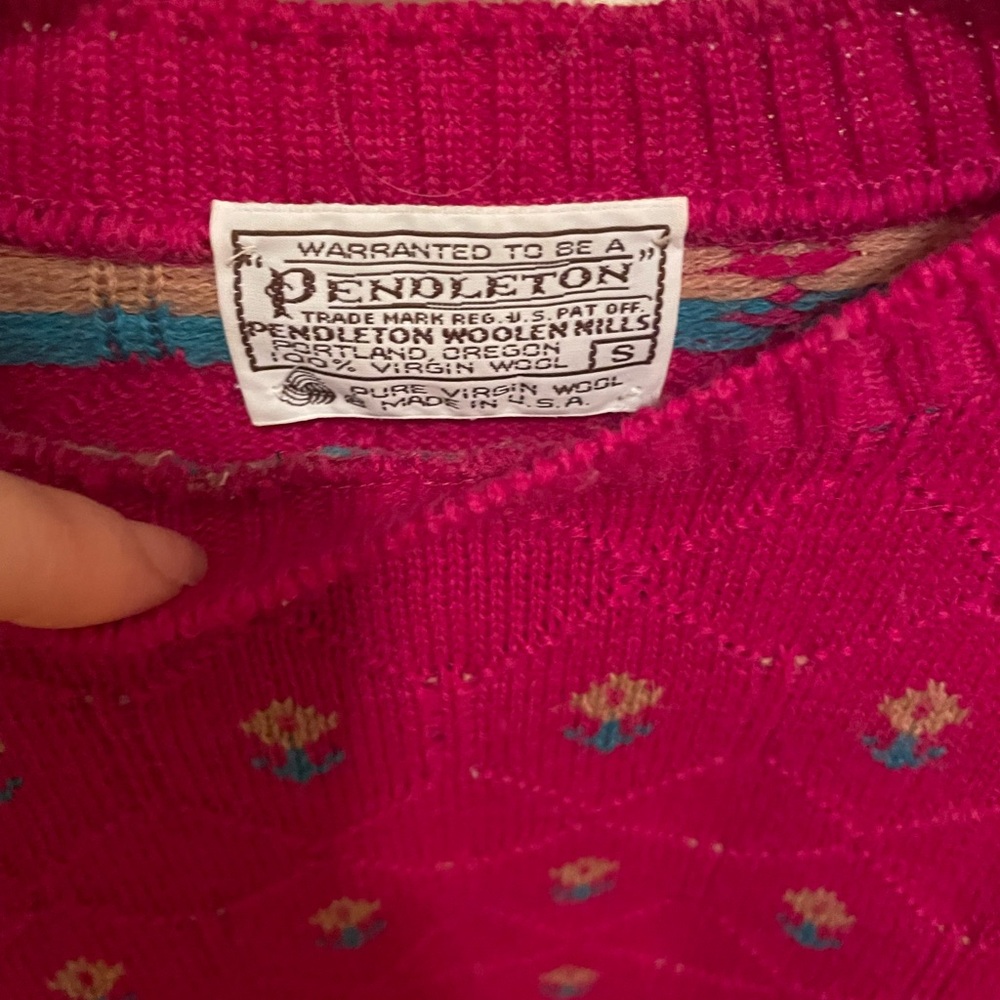 WARRANTED TO BE A
"PENDLETON"
TRADE MARK REG. U.S. PAT OFF.
PENDLETON WOOLEN MILLS
PORTLAND, OREGON
100% VIRGIN WOOL
S
PURE VIRGIN WOOL
MADE IN U.S.A.